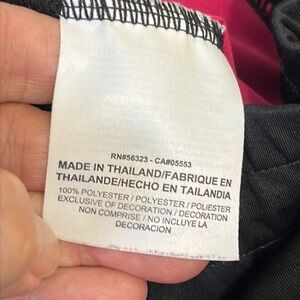 RN#56323 - CA#05553
MADE IN THAILAND/FABRIQUE EN
THAILANDE/HECHO EN TAILANDIA
100% POLYESTER / POLYESTER / POLIESTER
EXCLUSIVE OF DECORATION / DECORATION
NON COMPRISE / NO INCLUYE LA
DECORACION